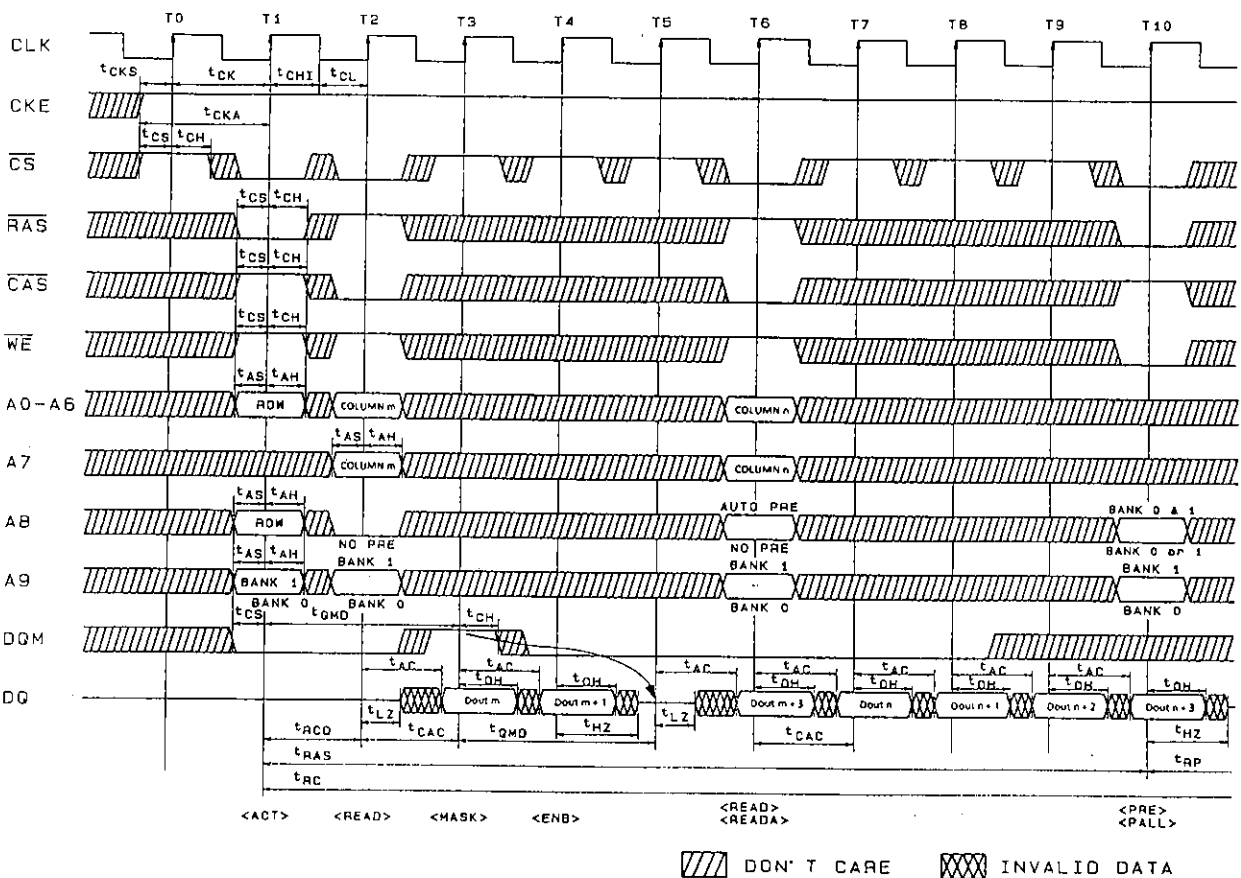 T0 T1 T2 T3 T4 T5 T6 T7 T8 T9 T10
CLK
tCKS tCK tCHI tCL
CKE
tCKA
tCS tCH
CS
tCS tCH
RAS
tCS tCH
CAS
tCS tCH
WE
tAS tAH
A0-A6 ROW COLUMN m COLUMN n
tAS tAH
A7 COLUMN m COLUMN n
tAS tAH AUTO PRE BANK 0 & 1
A8 ROW
NO PRE NO PRE BANK 0 or 1
tAS tAH BANK 1 BANK 1 BANK 1
A9 BANK 1
BANK 0 BANK 0 BANK 0 BANK 0
tCS tQMD tCH
DQM
tAC tAC tAC tAC tAC tAC tAC
tOH tOH tOH tOH tOH tOH tOH
DQ Dout m Dout m+1 Dout m+3 Dout n Dout n+1 Dout n+2 Dout n+3
tLZ tHZ tLZ tHZ
tRCD tCAC tQMD tCAC
tRAS tRP
tRC
<ACT> <READ> <MASK> <ENB> <READ> <PRE>
<READA> <PALL>
DON'T CARE INVALID DATA